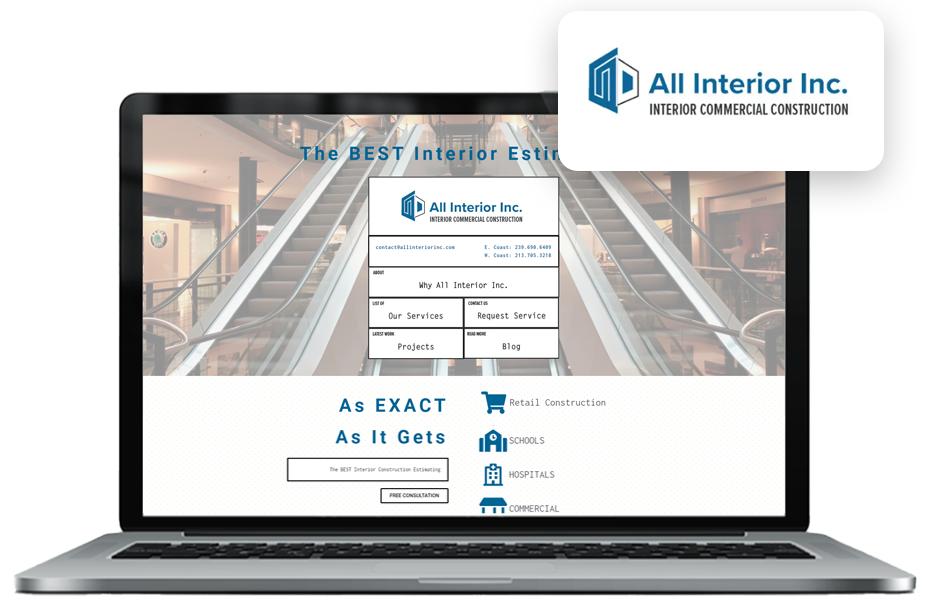 All Interior Inc.
INTERIOR COMMERCIAL CONSTRUCTION
The BEST Interior Estim
All Interior Inc.
INTERIOR COMMERCIAL CONSTRUCTION
contact@allinteriorinc.com
E. Coast: 239.690.6409
W. Coast: 213.705.3218
ABOUT
Why All Interior Inc.
LIST OF
Our Services
CONTACT US
Request Service
LATEST WORK
Projects
READ MORE
Blog
As EXACT
As It Gets
The BEST Interior Construction Estimating
FREE CONSULTATION
Retail Construction
SCHOOLS
HOSPITALS
COMMERCIAL